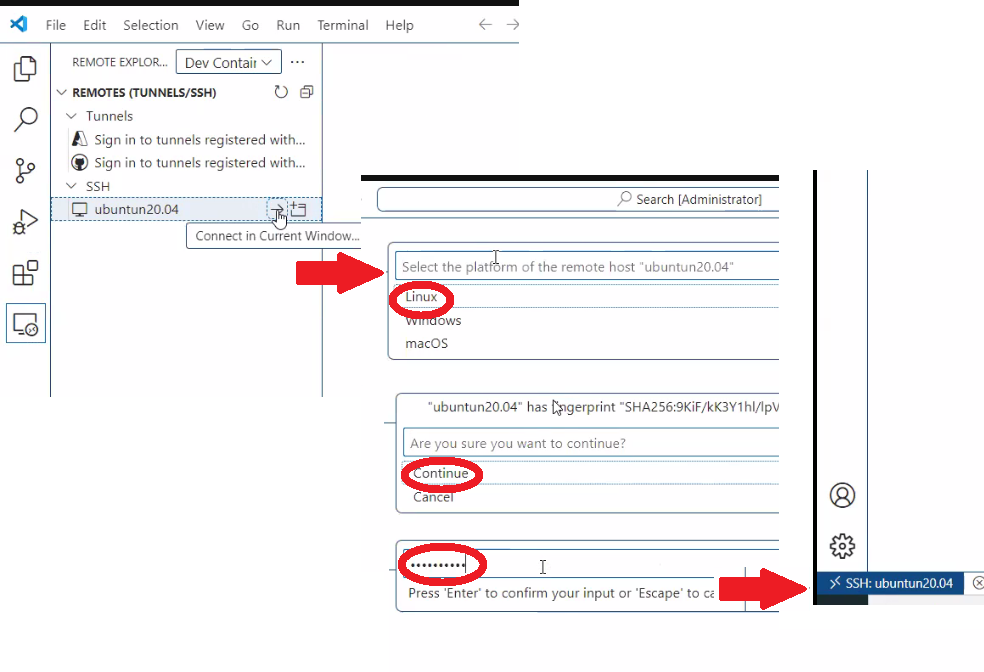 File Edit Selection View Go Run Terminal Help
REMOTE EXPLOR... Dev Contair
REMOTES (TUNNELS/SSH)
Tunnels
Sign in to tunnels registered with...
Sign in to tunnels registered with...
SSH
ubuntun20.04
Connect in Current Window...
Search [Administrator]
Select the platform of the remote host "ubuntun20.04"
Linux
Windows
macOS
"ubuntun20.04" has fingerprint "SHA256:9KiF/kK3Y1hl/lpV
Are you sure you want to continue?
Continue
Cancel
••••••••••
Press 'Enter' to confirm your input or 'Escape' to ca
SSH: ubuntun20.04